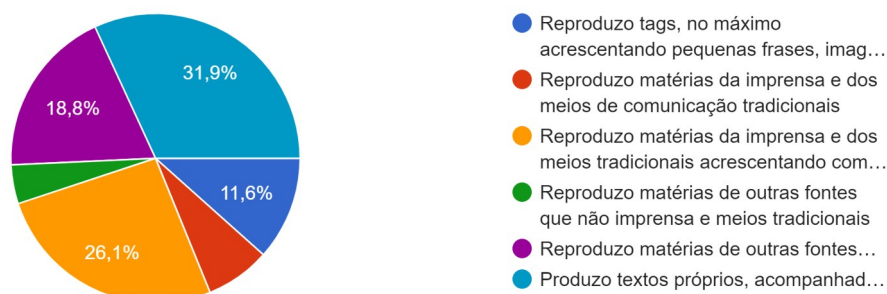 31,9%
18,8%
11,6%
26,1%
Reproduzo tags, no máximo
acrescentando pequenas frases, imag…
Reproduzo matérias da imprensa e dos
meios de comunicação tradicionais
Reproduzo matérias da imprensa e dos
meios tradicionais acrescentando com…
Reproduzo matérias de outras fontes
que não imprensa e meios tradicionais
Reproduzo matérias de outras fontes…
Produzo textos próprios, acompanhad…